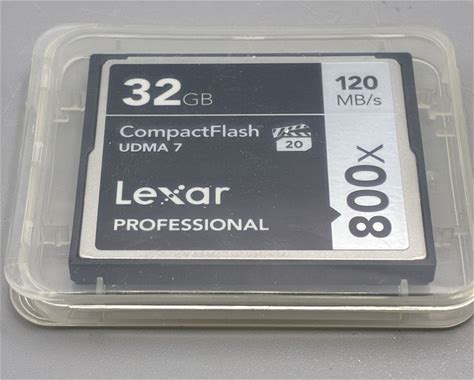 32GB
120
MB/s
CompactFlash
UDMA 7
20
Lexar
PROFESSIONAL
800x